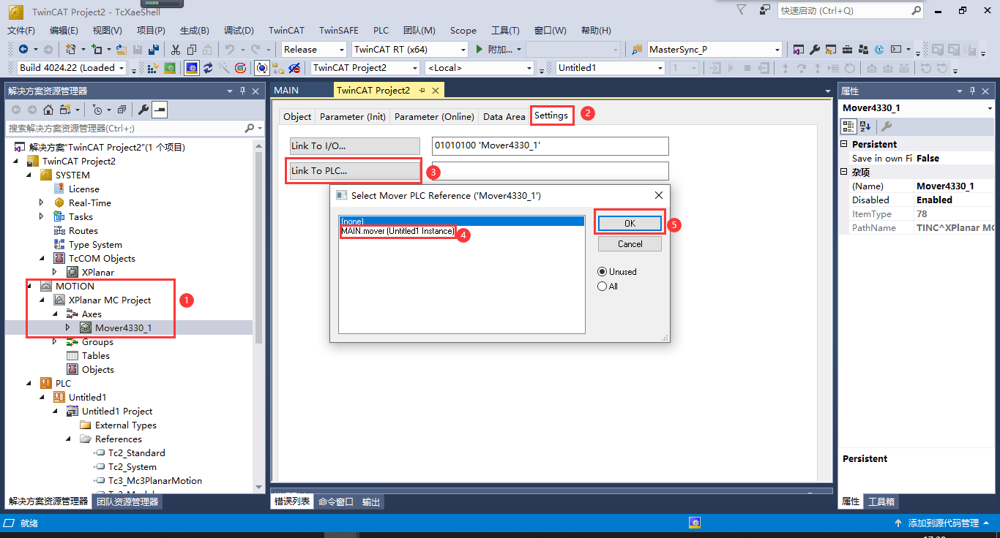 TwinCAT Project2 - TcXaeShell
快速启动 (Ctrl+Q)
文件(F) 编辑(E) 视图(V) 项目(P) 生成(B) 调试(D) TwinCAT TwinSAFE PLC 团队(M) Scope 工具(T) 窗口(W) 帮助(H)
Release TwinCAT RT (x64) 附加... MasterSync_P
Build 4024.22 (Loaded TwinCAT Project2 <Local> Untitled1 1
解决方案资源管理器
搜索解决方案资源管理器(Ctrl+;)
解决方案"TwinCAT Project2"(1 个项目)
TwinCAT Project2
SYSTEM
License
Real-Time
Tasks
Routes
Type System
TcCOM Objects
XPlanar
MOTION
XPlanar MC Project
1
Axes
Mover4330_1
Groups
Tables
Objects
PLC
Untitled1
Untitled1 Project
External Types
References
Tc2_Standard
Tc2_System
Tc3_Mc3PlanarMotion
解决方案资源管理器 团队资源管理器
MAIN TwinCAT Project2
Object Parameter (Init) Parameter (Online) Data Area Settings 2
Link To I/O... 01010100 'Mover4330_1'
Link To PLC... 3
Select Mover PLC Reference ('Mover4330_1')
(none)
MAIN.mover (Untitled1 Instance) 4
OK 5
Cancel
Unused
All
错误列表 命令窗口 输出
属性
Mover4330_1
Persistent
Save in own Fi False
杂项
(Name) Mover4330_1
Disabled Enabled
ItemType 78
PathName TINC^XPlanar MC
Persistent
属性 工具箱
就绪 添加到源代码管理